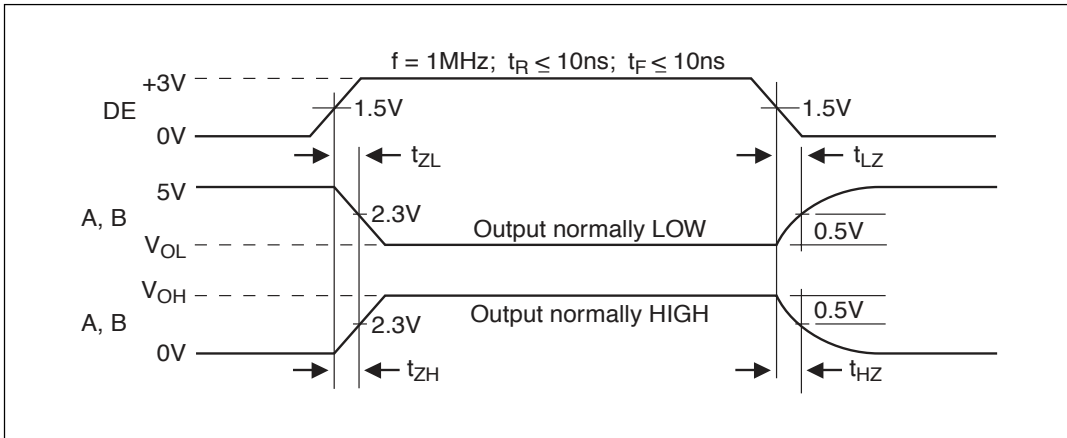 f = 1MHz; tR ≤ 10ns; tF ≤ 10ns
+3V
DE
1.5V
1.5V
0V
tZL
tLZ
5V
A, B
2.3V
Output normally LOW
0.5V
VOL
VOH
A, B
2.3V
Output normally HIGH
0.5V
0V
tZH
tHZ